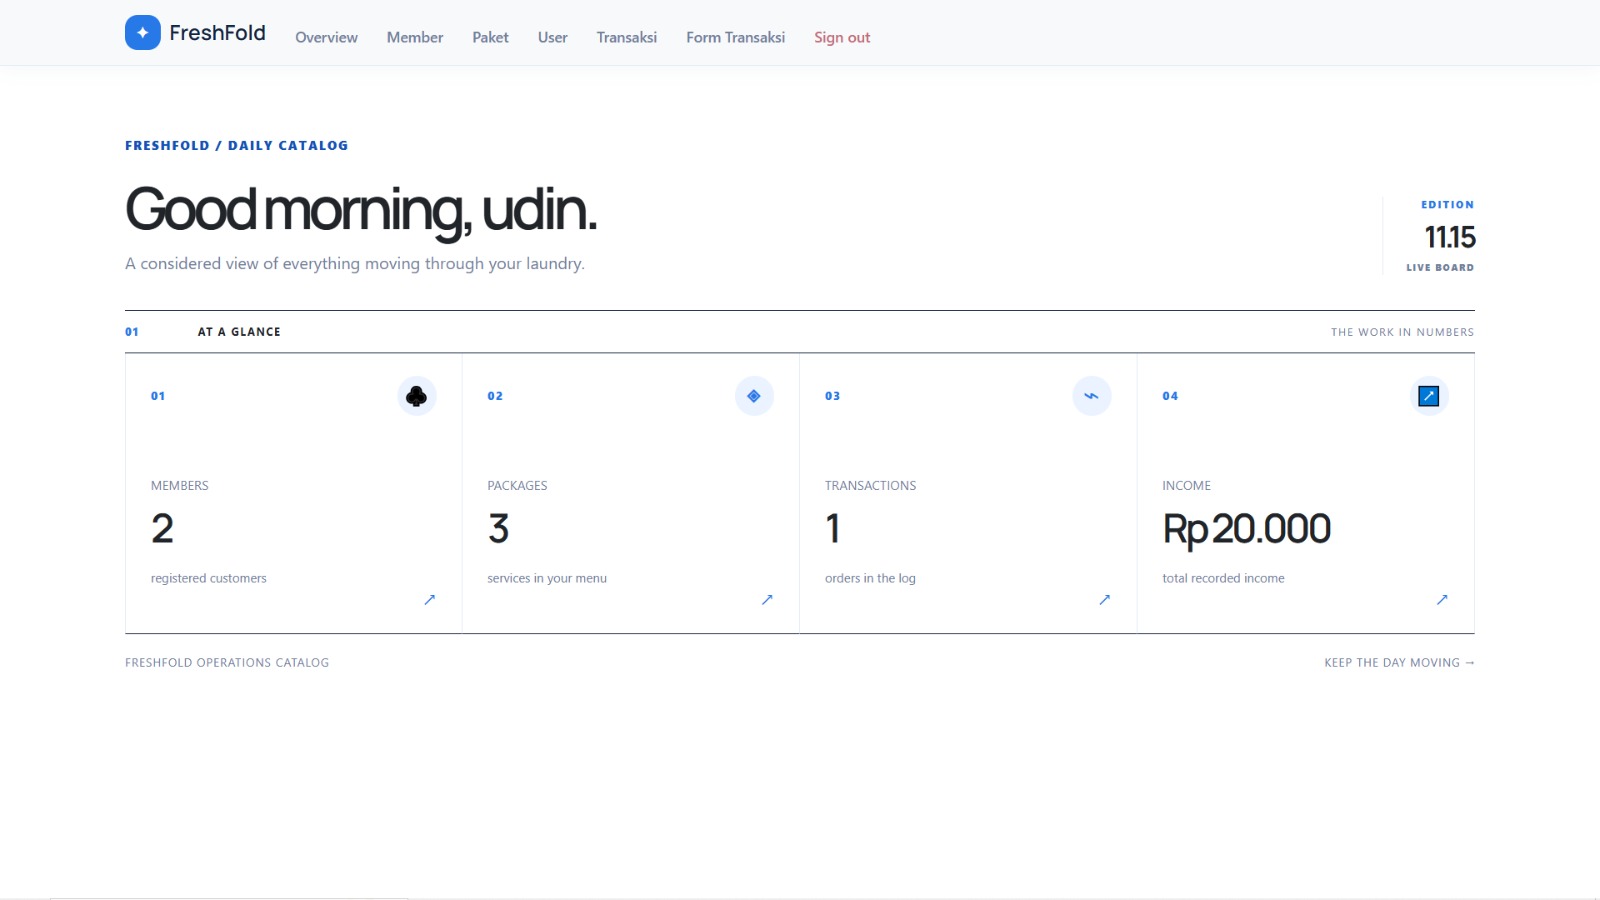 FreshFold
Overview Member Paket User Transaksi Form Transaksi Sign out
FRESHFOLD / DAILY CATALOG
Good morning, udin.
A considered view of everything moving through your laundry.
EDITION
11.15
LIVE BOARD
01 AT A GLANCE THE WORK IN NUMBERS
01
MEMBERS
2
registered customers
02
PACKAGES
3
services in your menu
03
TRANSACTIONS
1
orders in the log
04
INCOME
Rp 20.000
total recorded income
FRESHFOLD OPERATIONS CATALOG KEEP THE DAY MOVING →